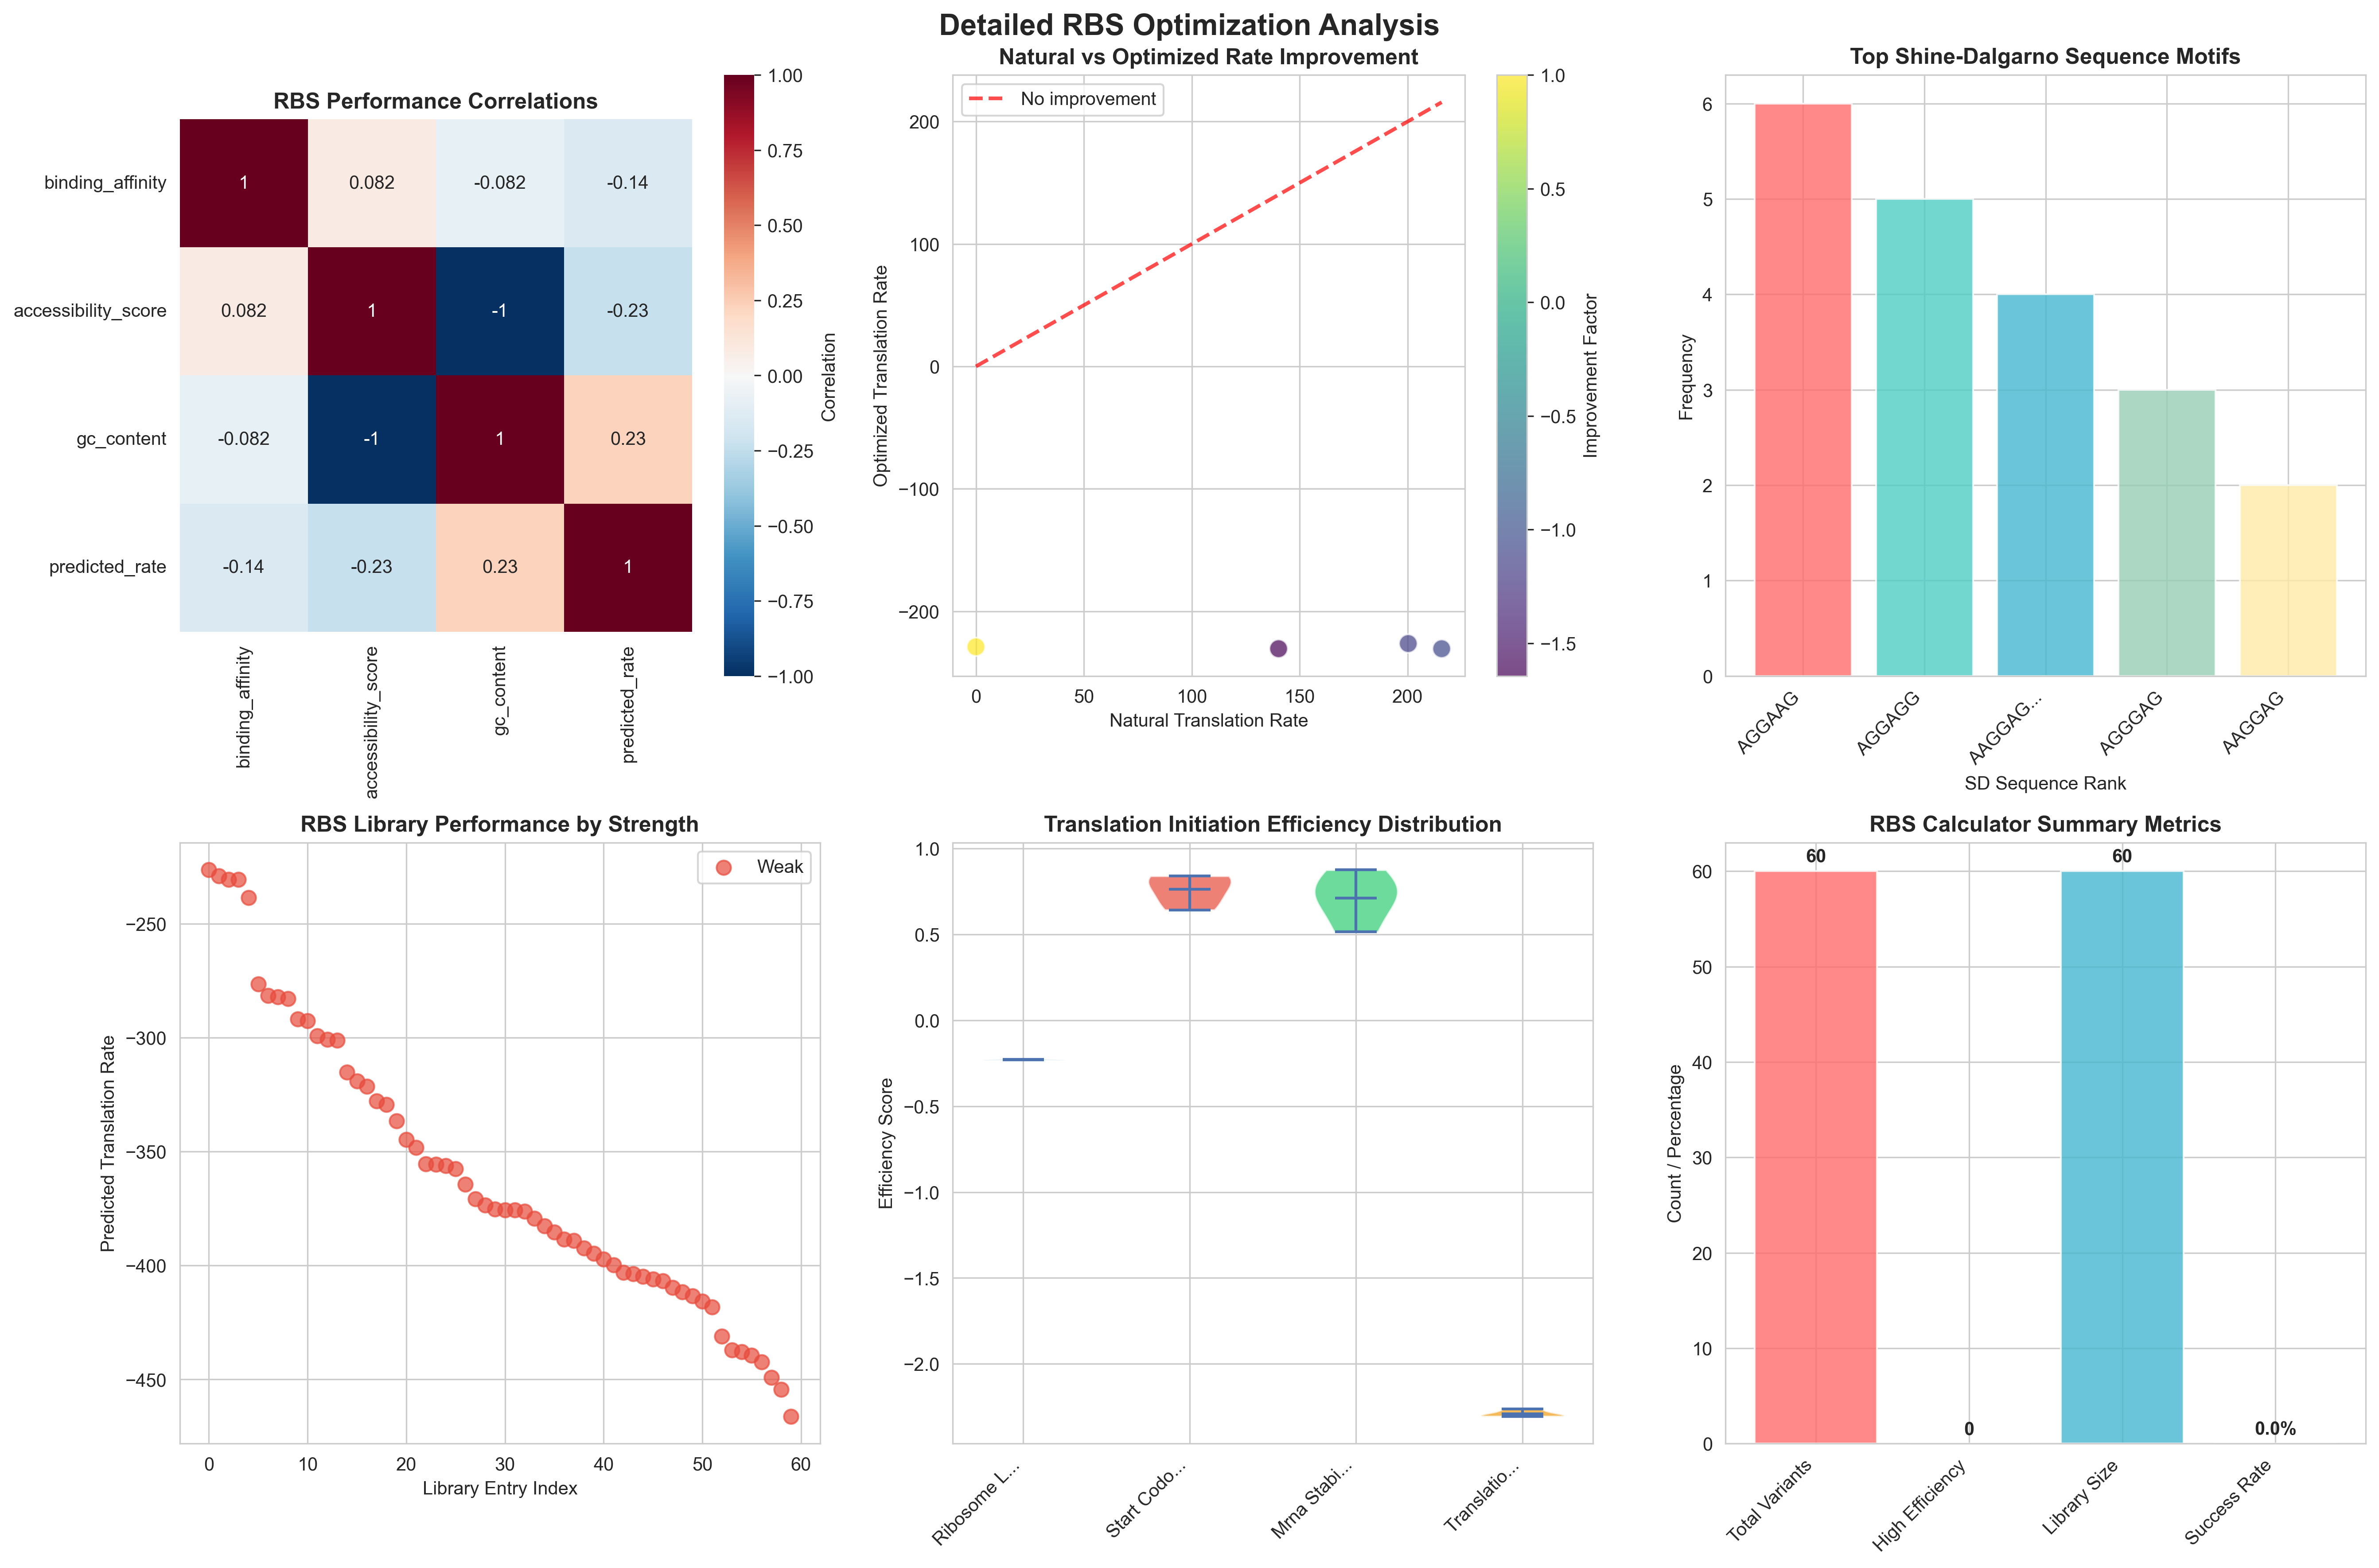 Detailed RBS Optimization Analysis
RBS Performance Correlations
binding_affinity
accessibility_score
gc_content
predicted_rate
1 0.082 -0.082 -0.14
0.082 1 -1 -0.23
-0.082 -1 1 0.23
-0.14 -0.23 0.23 1
binding_affinity
accessibility_score
gc_content
predicted_rate
1.00
0.75
0.50
0.25
0.00
−0.25
−0.50
−0.75
−1.00
Correlation
Natural vs Optimized Rate Improvement
No improvement
Optimized Translation Rate
200
100
0
−100
−200
0 50 100 150 200
Natural Translation Rate
1.0
0.5
0.0
−0.5
−1.0
−1.5
Improvement Factor
Top Shine-Dalgarno Sequence Motifs
Frequency
6
5
4
3
2
1
0
AGGAAG
AGGAGG
AAGGAG...
AGGGAG
AAGGAG
SD Sequence Rank
RBS Library Performance by Strength
Weak
Predicted Translation Rate
−250
−300
−350
−400
−450
0 10 20 30 40 50 60
Library Entry Index
Translation Initiation Efficiency Distribution
Efficiency Score
1.0
0.5
0.0
−0.5
−1.0
−1.5
−2.0
Ribosome L...
Start Codo...
Mrna Stabi...
Translatio...
RBS Calculator Summary Metrics
Count / Percentage
60
50
40
30
20
10
0
60
0
60
0.0%
Total Variants
High Efficiency
Library Size
Success Rate